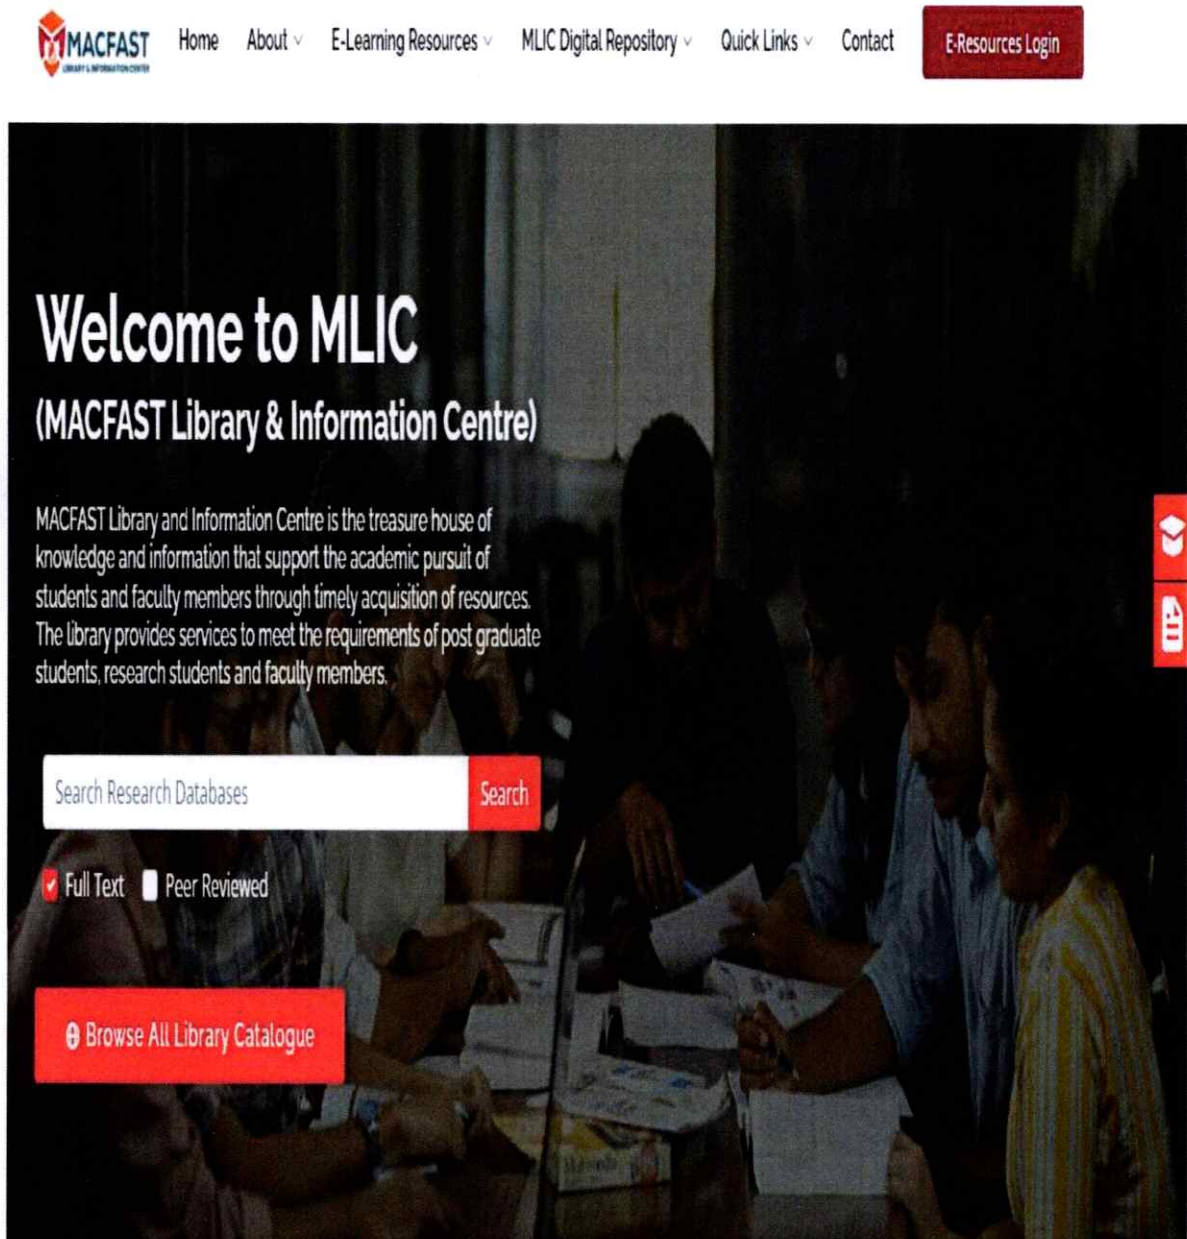 MACFAST
LIBRARY & INFORMATION CENTER
Home
About
E-Learning Resources
MLIC Digital Repository
Quick Links
Contact
E-Resources Login
Welcome to MLIC
(MACFAST Library & Information Centre)
MACFAST Library and Information Centre is the treasure house of
knowledge and information that support the academic pursuit of
students and faculty members through timely acquisition of resources.
The library provides services to meet the requirements of post graduate
students, research students and faculty members.
Search Research Databases
Search
Full Text
Peer Reviewed
Browse All Library Catalogue